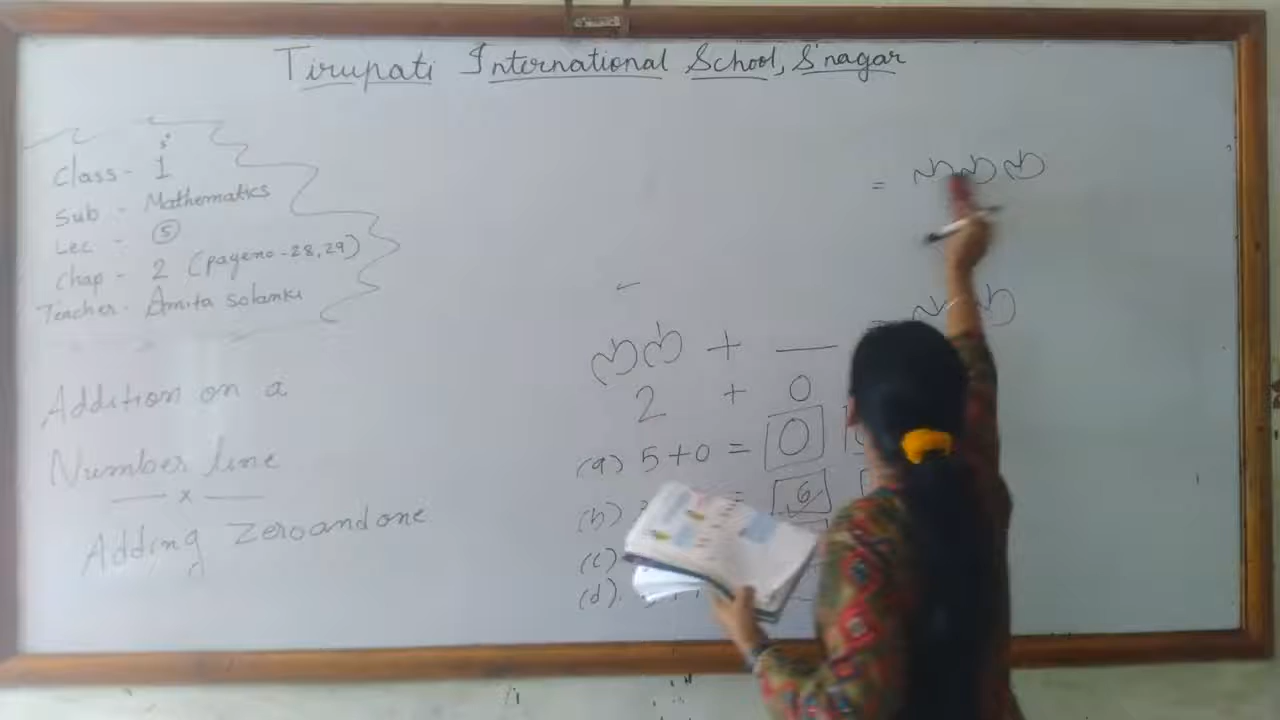 Tirupati International School, S'nagar
Class - 1
Sub - Mathematics
Lec - 5
Chap - 2 (page no - 28, 29)
Teacher - Amita Solanki
Addition on a
Number line
— x —
Adding Zero and one
=
+ —
2 + 0
(a) 5+0 = 0
(b) = 6
(c)
(d)